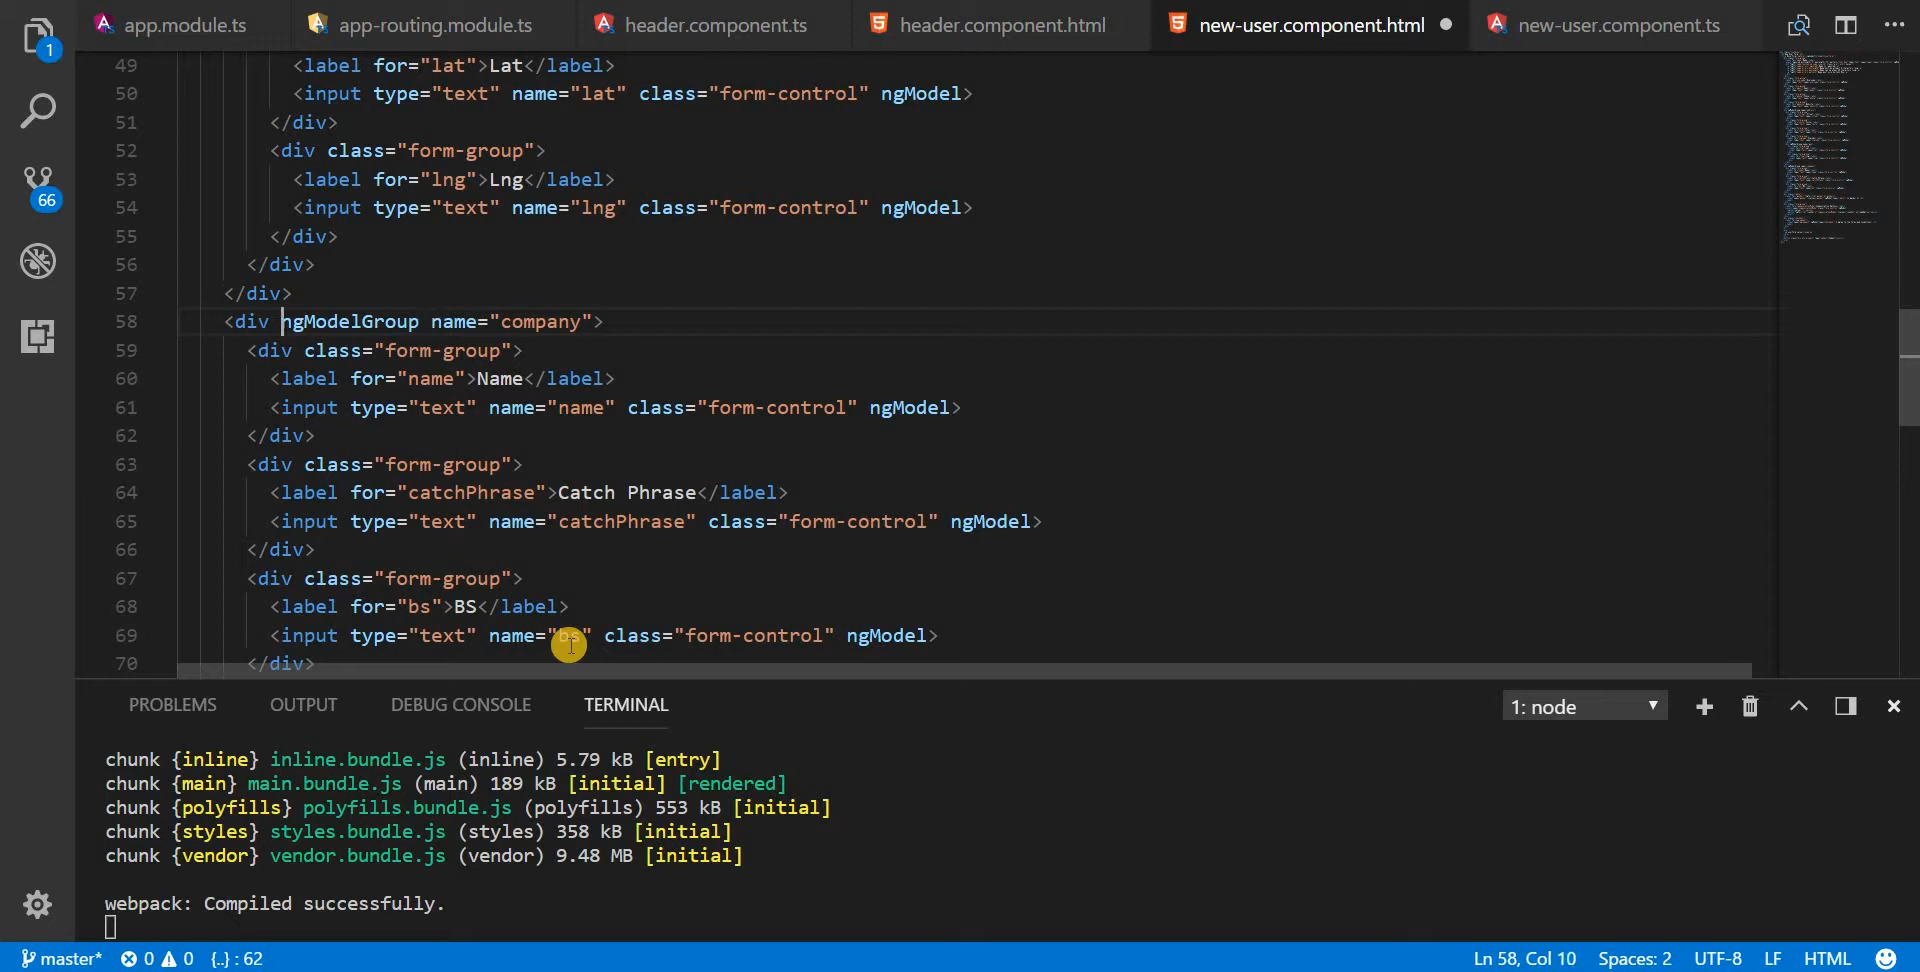 app.module.ts
app-routing.module.ts
header.component.ts
header.component.html
new-user.component.html
new-user.component.ts
1
66
49 <label for="lat">Lat</label>
50 <input type="text" name="lat" class="form-control" ngModel>
51 </div>
52 <div class="form-group">
53 <label for="lng">Lng</label>
54 <input type="text" name="lng" class="form-control" ngModel>
55 </div>
56 </div>
57 </div>
58 <div ngModelGroup name="company">
59 <div class="form-group">
60 <label for="name">Name</label>
61 <input type="text" name="name" class="form-control" ngModel>
62 </div>
63 <div class="form-group">
64 <label for="catchPhrase">Catch Phrase</label>
65 <input type="text" name="catchPhrase" class="form-control" ngModel>
66 </div>
67 <div class="form-group">
68 <label for="bs">BS</label>
69 <input type="text" name="bs" class="form-control" ngModel>
70 </div>
PROBLEMS OUTPUT DEBUG CONSOLE TERMINAL 1: node
chunk {inline} inline.bundle.js (inline) 5.79 kB [entry]
chunk {main} main.bundle.js (main) 189 kB [initial] [rendered]
chunk {polyfills} polyfills.bundle.js (polyfills) 553 kB [initial]
chunk {styles} styles.bundle.js (styles) 358 kB [initial]
chunk {vendor} vendor.bundle.js (vendor) 9.48 MB [initial]
webpack: Compiled successfully.
master* 0 0 {..} : 62 Ln 58, Col 10 Spaces: 2 UTF-8 LF HTML